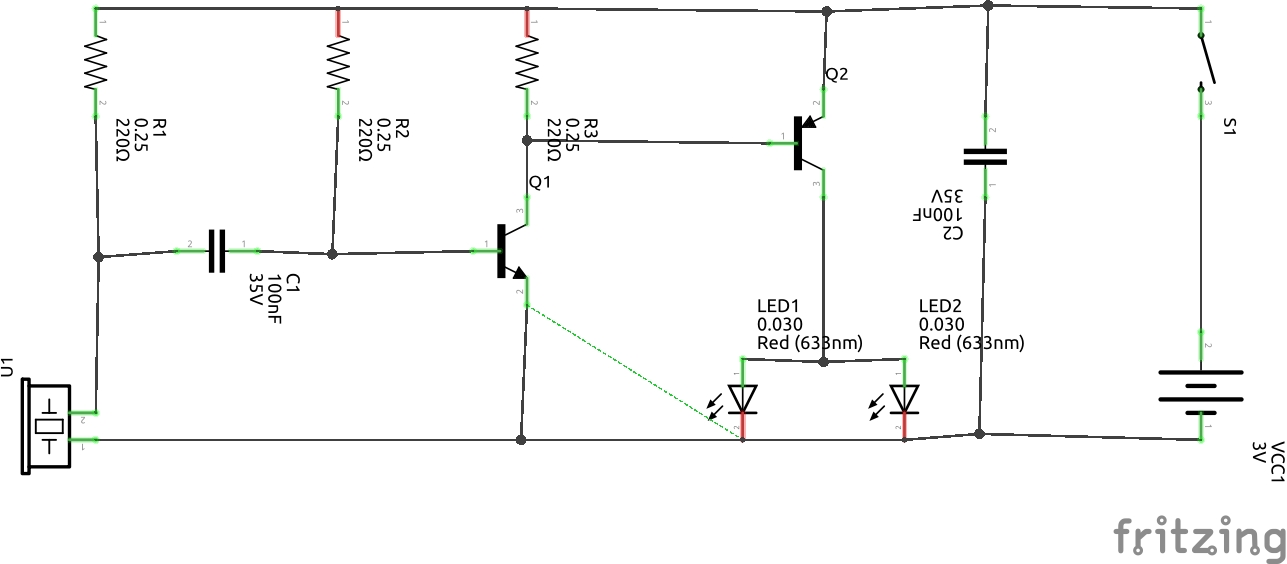 R1
0.25
220Ω
R2
0.25
220Ω
R3
0.25
220Ω
Q1
Q2
C1
100nF
35V
C2
100nF
35V
S1
U1
LED1
0.030
Red (633nm)
LED2
0.030
Red (633nm)
VCC1
3V
1
2
1
2
1
2
2
1
1
3
2
1
2
3
2
1
1
3
2
1
1
2
1
2
2
1
fritzing